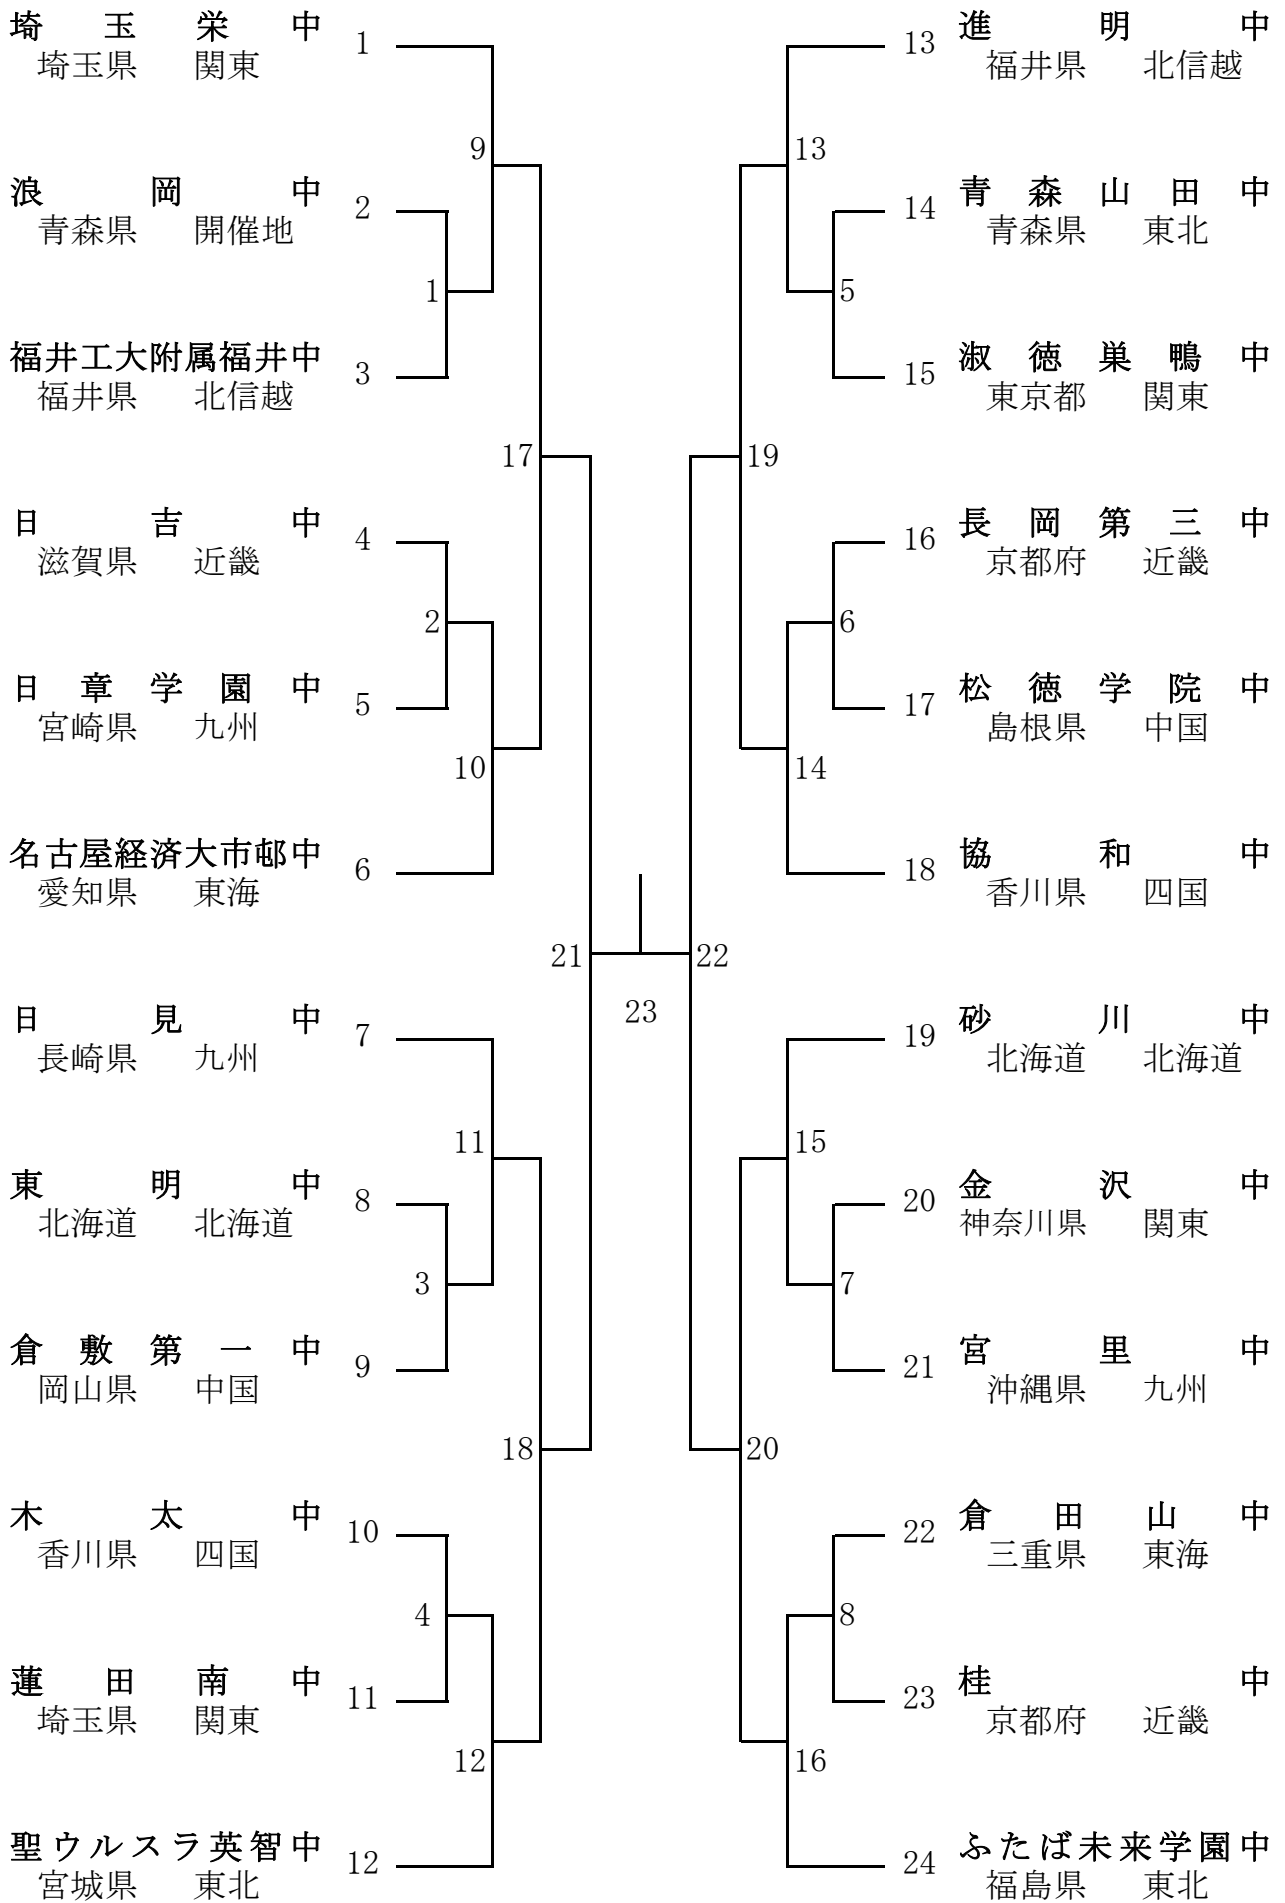 埼玉栄中 1
埼玉県 関東
9
浪岡中 2
青森県 開催地
1
福井工大附属福井中 3
福井県 北信越
17
日吉中 4
滋賀県 近畿
2
日章学園中 5
宮崎県 九州
10
名古屋経済大市邨中 6
愛知県 東海
21
日見中 7
長崎県 九州
11
東明中 8
北海道 北海道
3
倉敷第一中 9
岡山県 中国
18
木太中 10
香川県 四国
4
蓮田南中 11
埼玉県 関東
12
聖ウルスラ英智中 12
宮城県 東北
23
13 進明中
福井県 北信越
13
14 青森山田中
青森県 東北
5
15 淑徳巣鴨中
東京都 関東
19
16 長岡第三中
京都府 近畿
6
17 松徳学院中
島根県 中国
14
18 協和中
香川県 四国
22
19 砂川中
北海道 北海道
15
20 金沢中
神奈川県 関東
7
21 宮里中
沖縄県 九州
20
22 倉田山中
三重県 東海
8
23 桂中
京都府 近畿
16
24 ふたば未来学園中
福島県 東北